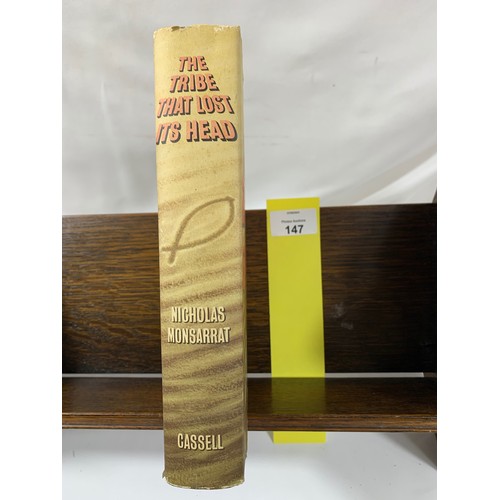 THE
TRIBE
THAT LOST
ITS HEAD
NICHOLAS
MONSARRAT
CASSELL
147